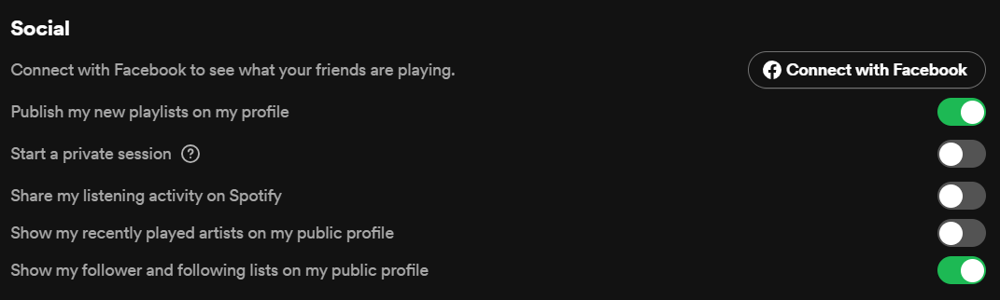 Social
Connect with Facebook to see what your friends are playing.
Connect with Facebook
Publish my new playlists on my profile
Start a private session ?
Share my listening activity on Spotify
Show my recently played artists on my public profile
Show my follower and following lists on my public profile